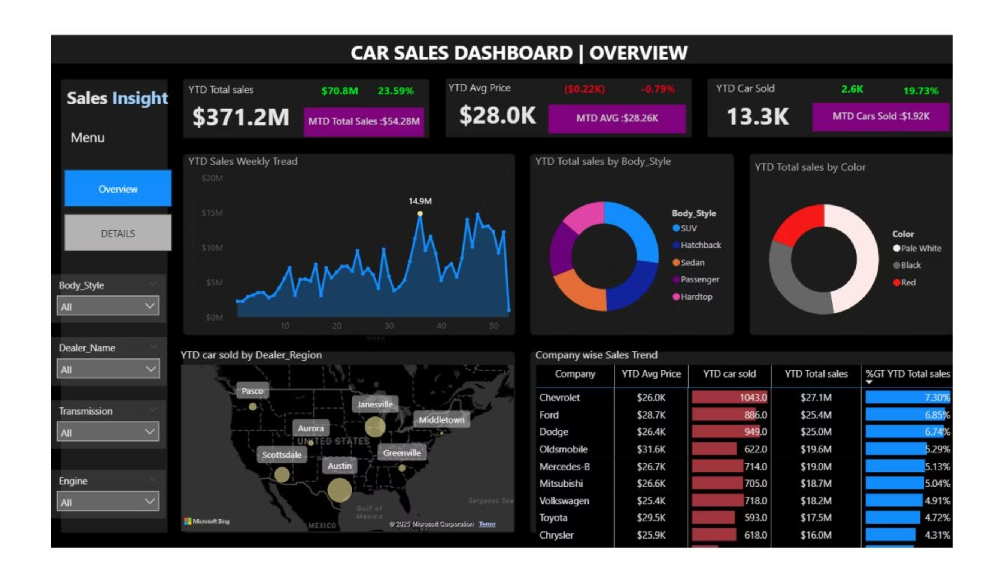 CAR SALES DASHBOARD | OVERVIEW
Sales Insight
Menu
Overview
DETAILS
Body_Style
All
Dealer_Name
All
Transmission
All
Engine
All
YTD Total sales
$70.8M
23.59%
$371.2M
MTD Total Sales :$54.28M
YTD Avg Price
($0.22K)
-0.79%
$28.0K
MTD AVG :$28.26K
YTD Car Sold
2.6K
19.73%
13.3K
MTD Cars Sold :$1.92K
YTD Sales Weekly Tread
$20M
$15M
$10M
$5M
$0M
14.9M
10 20 30 40 50
week
YTD Total sales by Body_Style
Body_Style
SUV
Hatchback
Sedan
Passenger
Hardtop
YTD Total sales by Color
Color
Pale White
Black
Red
YTD car sold by Dealer_Region
Pasco
Janesville
Middletown
Aurora
UNITED STATES
Scottsdale
Greenville
Austin
Sargasso Sea
Gulf of
Mexico
MEXICO
CUBA
Microsoft Bing
© 2025 Microsoft Corporation Terms
Company wise Sales Trend
Company YTD Avg Price YTD car sold YTD Total sales %GT YTD Total sales
Chevrolet $26.0K 1043.0 $27.1M 7.30%
Ford $28.7K 886.0 $25.4M 6.85%
Dodge $26.4K 949.0 $25.0M 6.74%
Oldsmobile $31.6K 622.0 $19.6M 5.29%
Mercedes-B $26.7K 714.0 $19.0M 5.13%
Mitsubishi $26.6K 705.0 $18.7M 5.04%
Volkswagen $25.4K 718.0 $18.2M 4.91%
Toyota $29.5K 593.0 $17.5M 4.72%
Chrysler $25.9K 618.0 $16.0M 4.31%